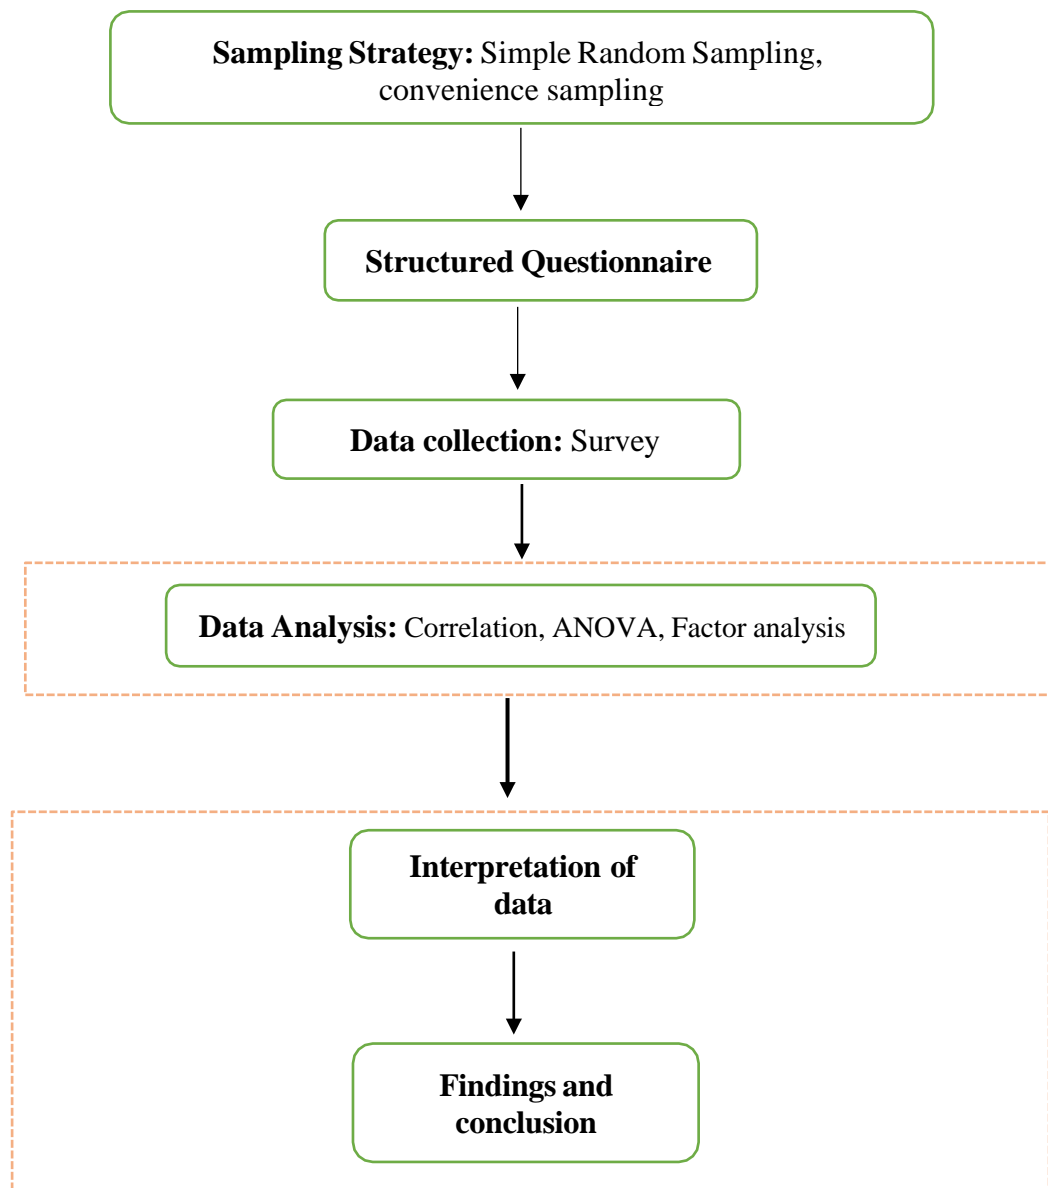 Sampling Strategy: Simple Random Sampling,
convenience sampling
Structured Questionnaire
Data collection: Survey
Data Analysis: Correlation, ANOVA, Factor analysis
Interpretation of
data
Findings and
conclusion